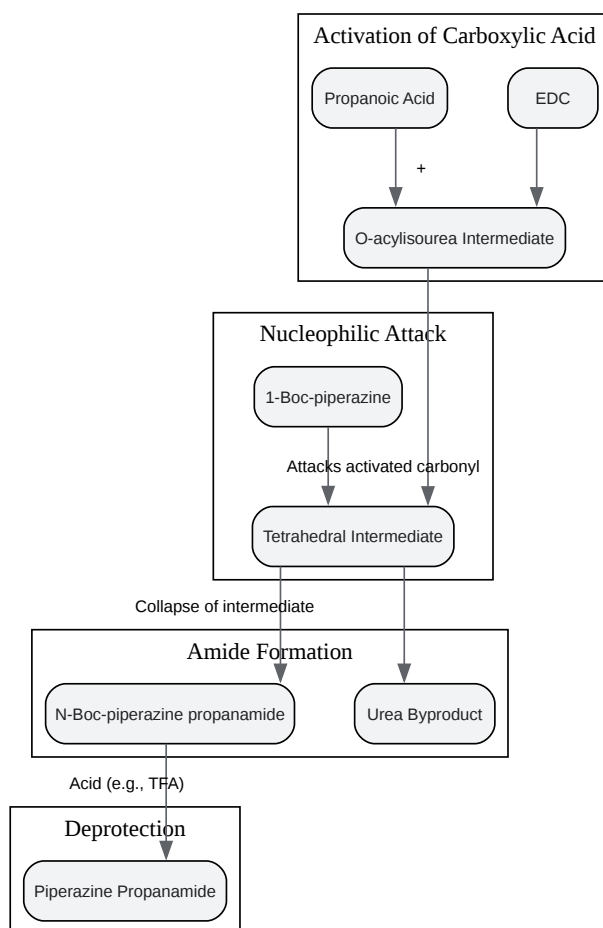 Activation of Carboxylic Acid
Propanoic Acid
EDC
+
O-acylisourea Intermediate
Nucleophilic Attack
1-Boc-piperazine
Attacks activated carbonyl
Tetrahedral Intermediate
Collapse of intermediate
Amide Formation
N-Boc-piperazine propanamide
Urea Byproduct
Acid (e.g., TFA)
Deprotection
Piperazine Propanamide